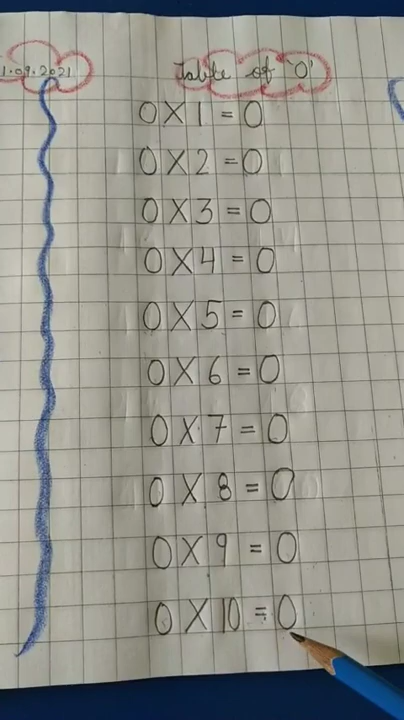 1.09.2021
Table of '0'
0 X 1 = 0
0 X 2 = 0
0 X 3 = 0
0 X 4 = 0
0 X 5 = 0
0 X 6 = 0
0 X 7 = 0
0 X 8 = 0
0 X 9 = 0
0 X 10 = 0